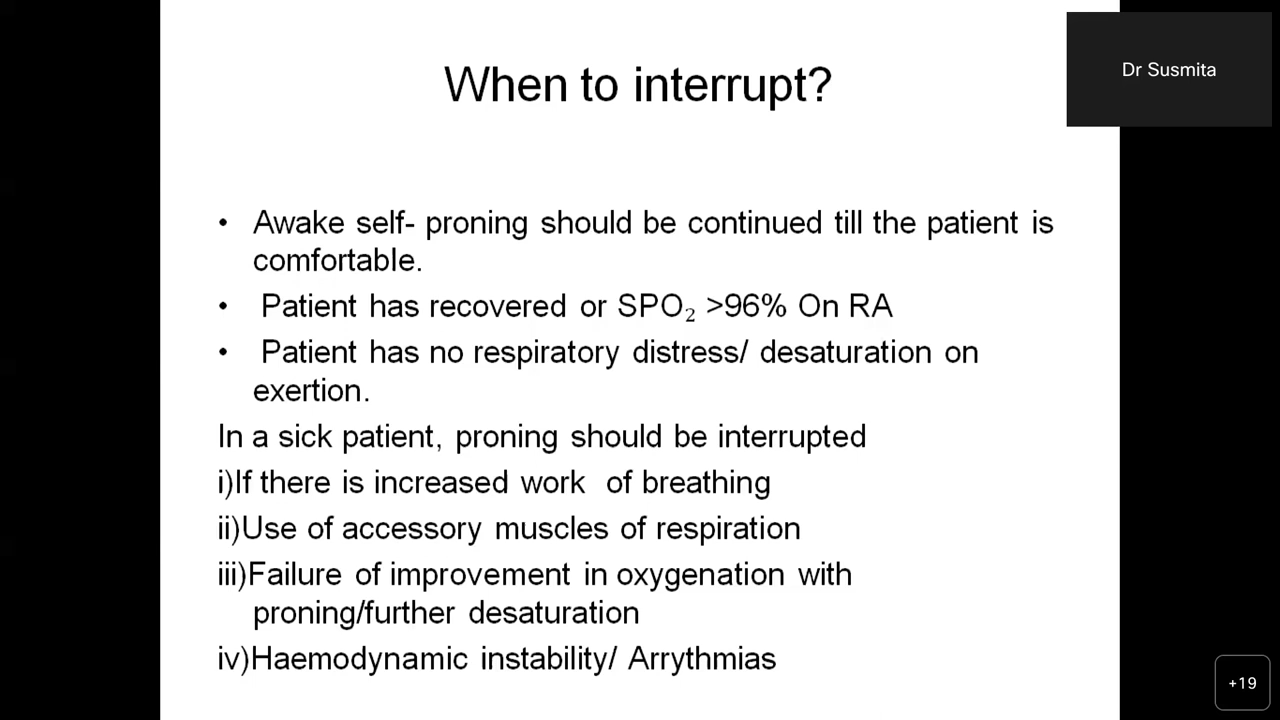 When to interrupt?
Dr Susmita
• Awake self- proning should be continued till the patient is
comfortable.
• Patient has recovered or SPO₂ >96% On RA
• Patient has no respiratory distress/ desaturation on
exertion.
In a sick patient, proning should be interrupted
i)If there is increased work of breathing
ii)Use of accessory muscles of respiration
iii)Failure of improvement in oxygenation with
proning/further desaturation
iv)Haemodynamic instability/ Arrythmias
+19